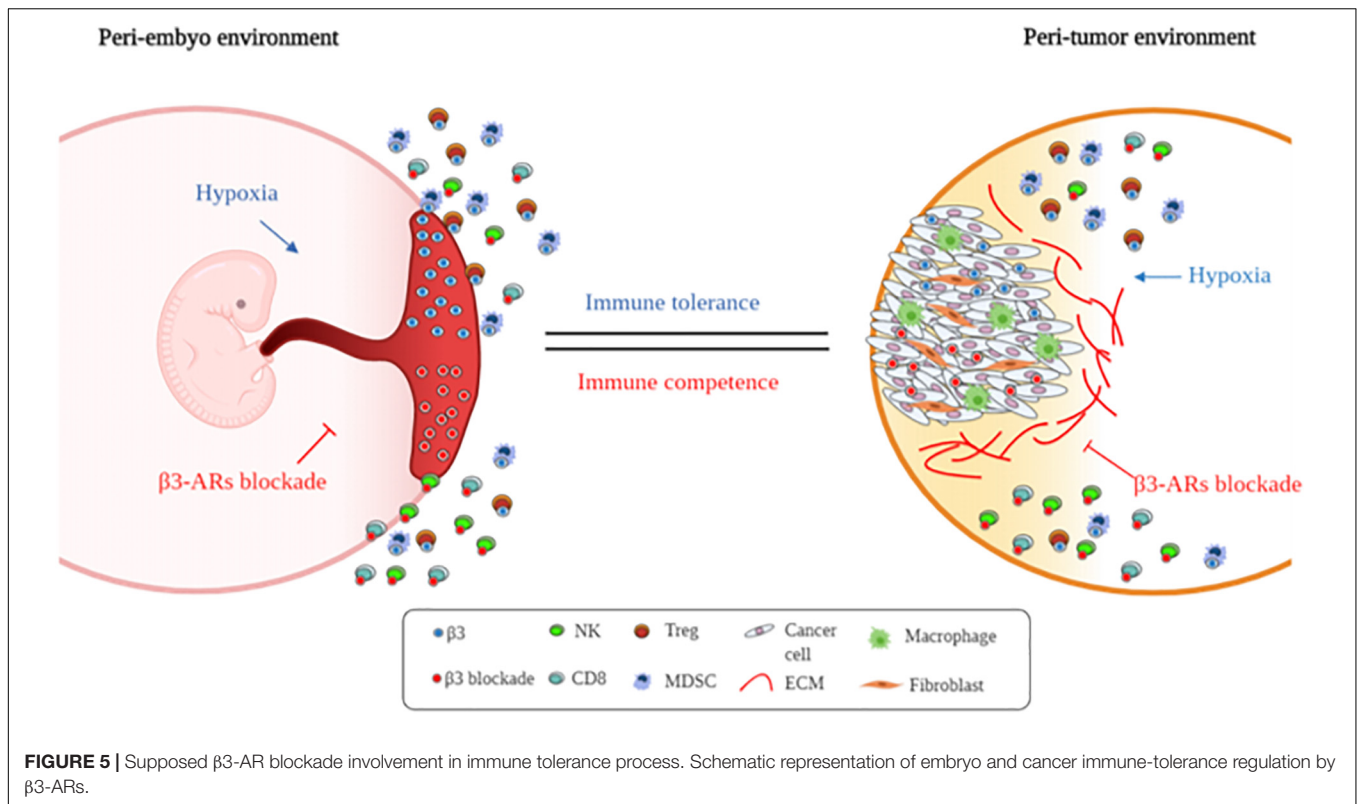 Peri-embyo environment
Peri-tumor environment
Hypoxia
Immune tolerance
Hypoxia
Immune competence
β3-ARs blockade
β3-ARs blockade
β3
NK
Treg
Cancer
cell
Macrophage
β3 blockade
CD8
MDSC
ECM
Fibroblast
FIGURE 5 | Supposed β3-AR blockade involvement in immune tolerance process. Schematic representation of embryo and cancer immune-tolerance regulation by
β3-ARs.